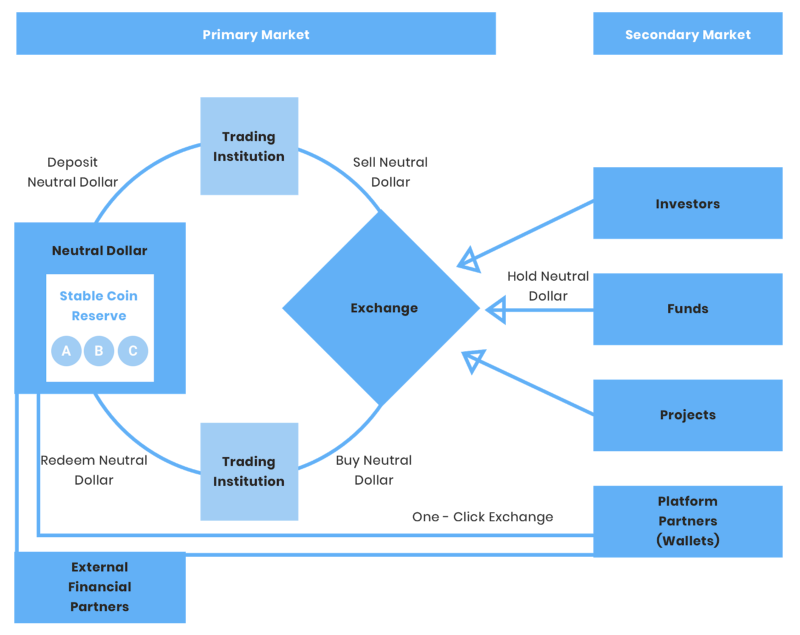 Primary Market
Secondary Market
Trading
Institution
Deposit
Neutral Dollar
Sell Neutral
Dollar
Neutral Dollar
Stable Coin
Reserve
A B C
Exchange
Investors
Hold Neutral
Dollar
Funds
Projects
Redeem Neutral
Dollar
Trading
Institution
Buy Neutral
Dollar
One - Click Exchange
Platform
Partners
(Wallets)
External
Financial
Partners